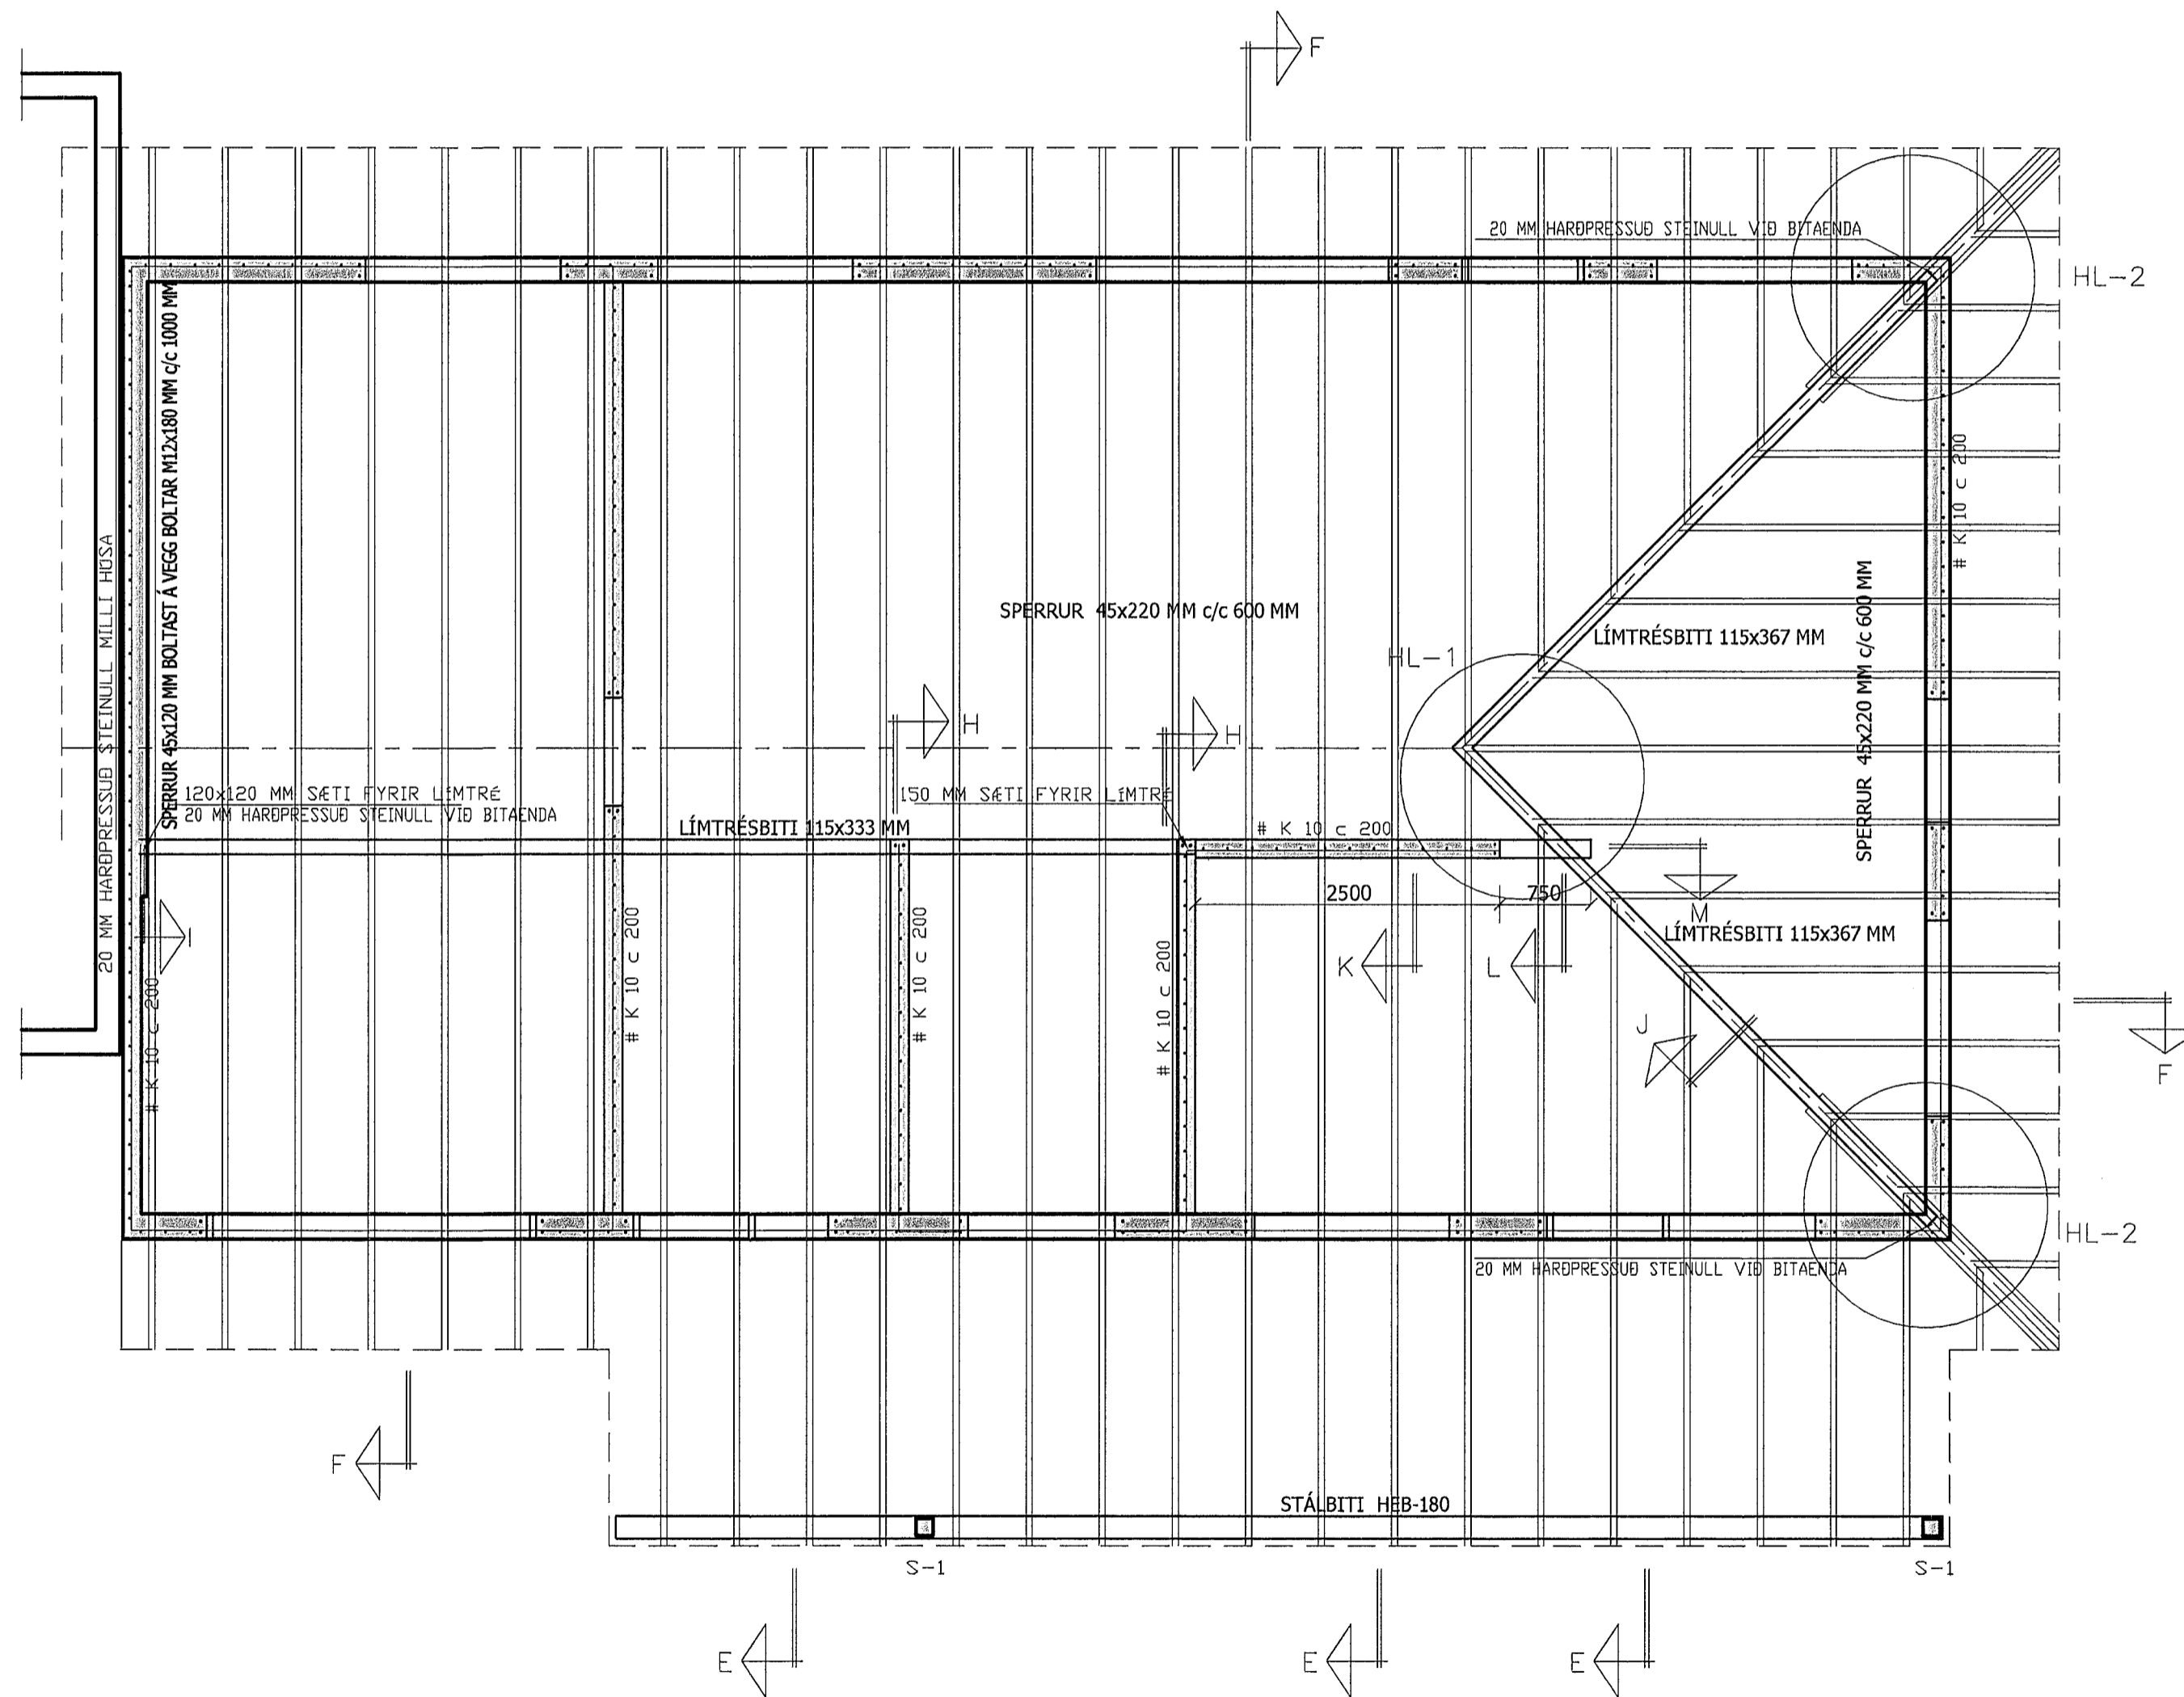 F
20 MM HARÐPRESSUÐ STEINULL VIÐ BITAENDA
HL-2
20 MM HARÐPRESSUÐ STEINULL MILLI HÚSA
SPERRUR 45x120 MM BOLTAST Á VEGG BOLTAR M12x180 MM c/c 1000 MM
# K 10 c 200
SPERRUR 45x220 MM c/c 600 MM
SPERRUR 45x220 MM c/c 600 MM
LÍMTRÉSBITI 115x367 MM
HL-1
H
H
120x120 MM SÆTI FYRIR LÍMTRÉ
20 MM HARÐPRESSUÐ STEINULL VIÐ BITAENDA
150 MM SÆTI FYRIR LÍMTRÉ
LÍMTRÉSBITI 115x333 MM
# K 10 c 200
2500
750
M
LÍMTRÉSBITI 115x367 MM
I
K
L
# K 10 c 200
# K 10 c 200
# K 10 c 200
# K 10 c 200
J
F
HL-2
20 MM HARÐPRESSUÐ STEINULL VIÐ BITAENDA
F
STÁLBITI HEB-180
S-1
S-1
E
E
E